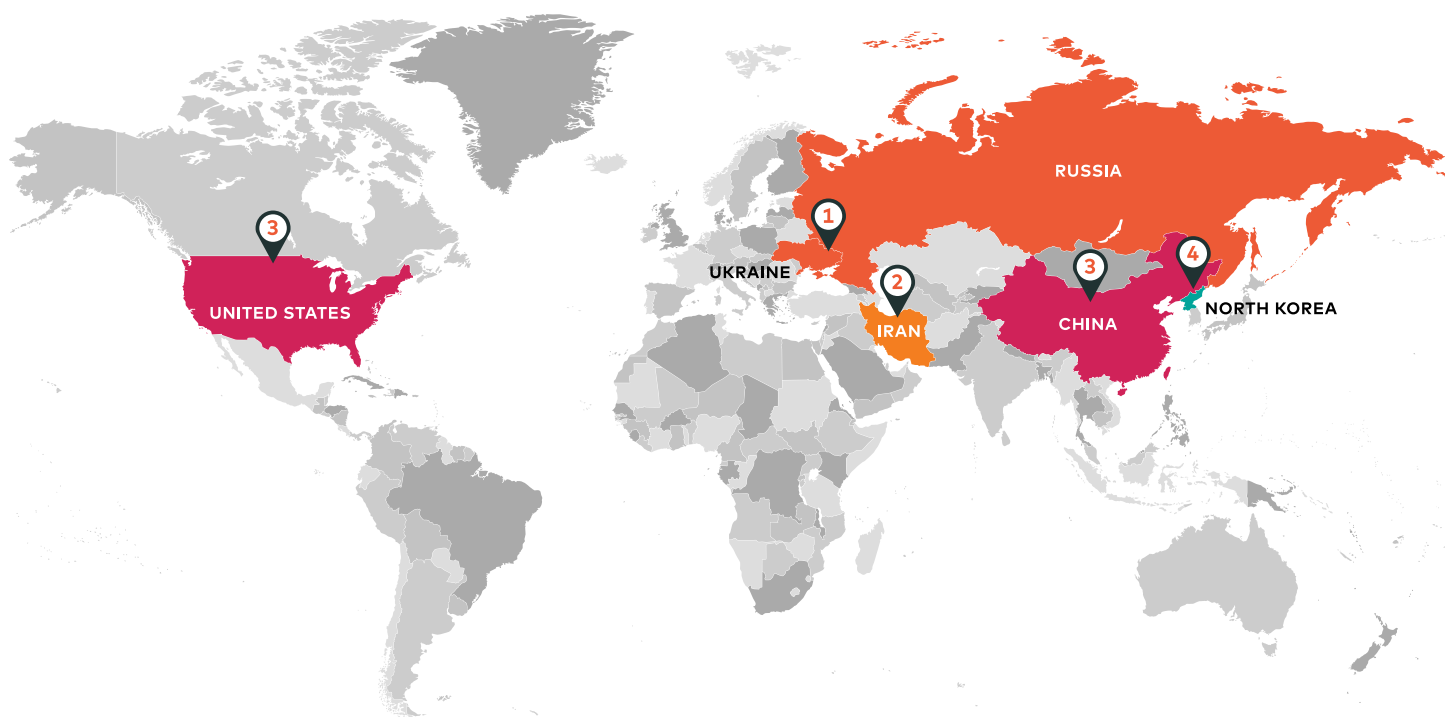 RUSSIA
1
3
4
3
UKRAINE
2
NORTH KOREA
UNITED STATES
CHINA
IRAN